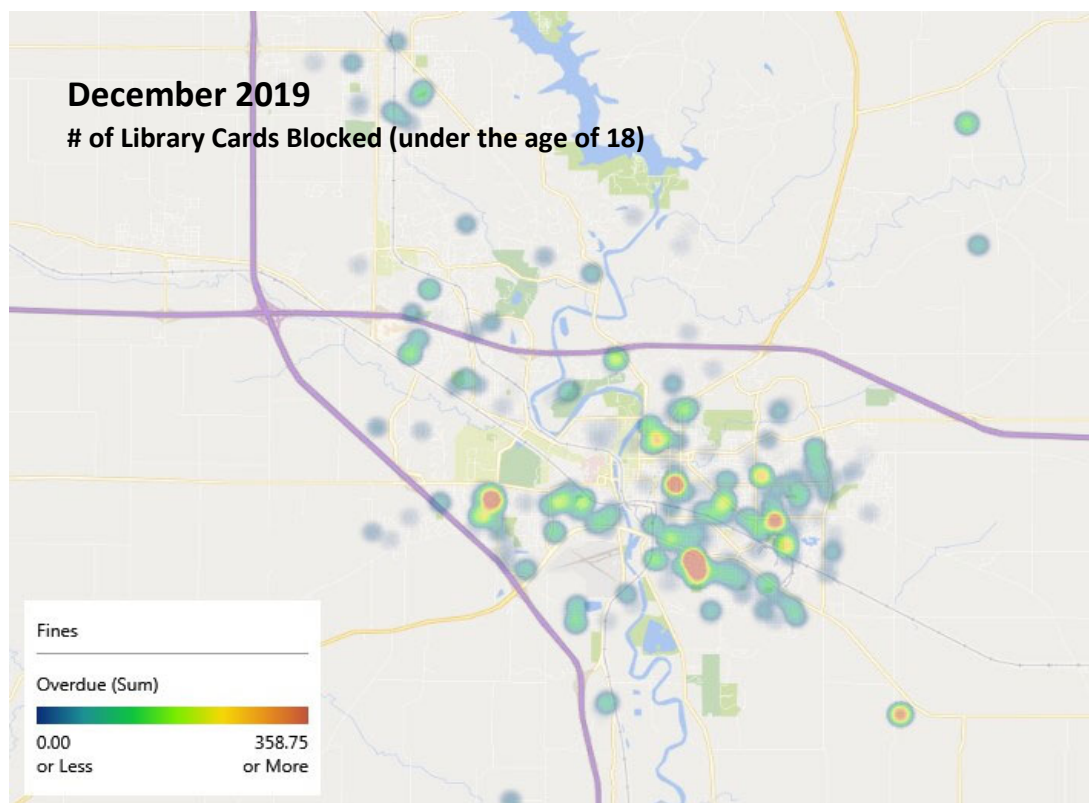 December 2019
# of Library Cards Blocked (under the age of 18)
Fines
Overdue (Sum)
0.00 358.75
or Less or More